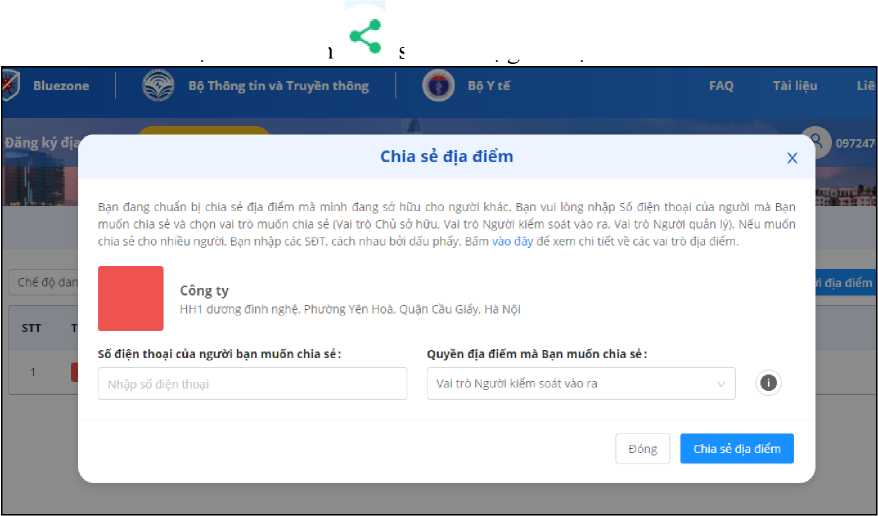 Bluezone
Bộ Thông tin và Truyền thông
Bộ Y tế
FAQ
Tài liệu
Liê
Đăng ký địa
097247
Chia sẻ địa điểm
Bạn đang chuẩn bị chia sẻ địa điểm mà mình đang sở hữu cho người khác. Bạn vui lòng nhập Số điện thoại của người mà Bạn
muốn chia sẻ và chọn vai trò muốn chia sẻ (Vai trò Chủ sở hữu, Vai trò Người kiểm soát vào ra, Vai trò Người quản lý). Nếu muốn
chia sẻ cho nhiều người, Bạn nhập các SĐT, cách nhau bởi dấu phẩy. Bấm vào đây để xem chi tiết về các vai trò địa điểm.
Chế độ dan
địa điểm
Công ty
HH1 dương đình nghệ, Phường Yên Hoà, Quận Cầu Giấy, Hà Nội
STT
T
Số điện thoại của người bạn muốn chia sẻ:
Quyền địa điểm mà Bạn muốn chia sẻ:
1
Nhập số điện thoại
Vai trò Người kiểm soát vào ra
Đóng
Chia sẻ địa điểm